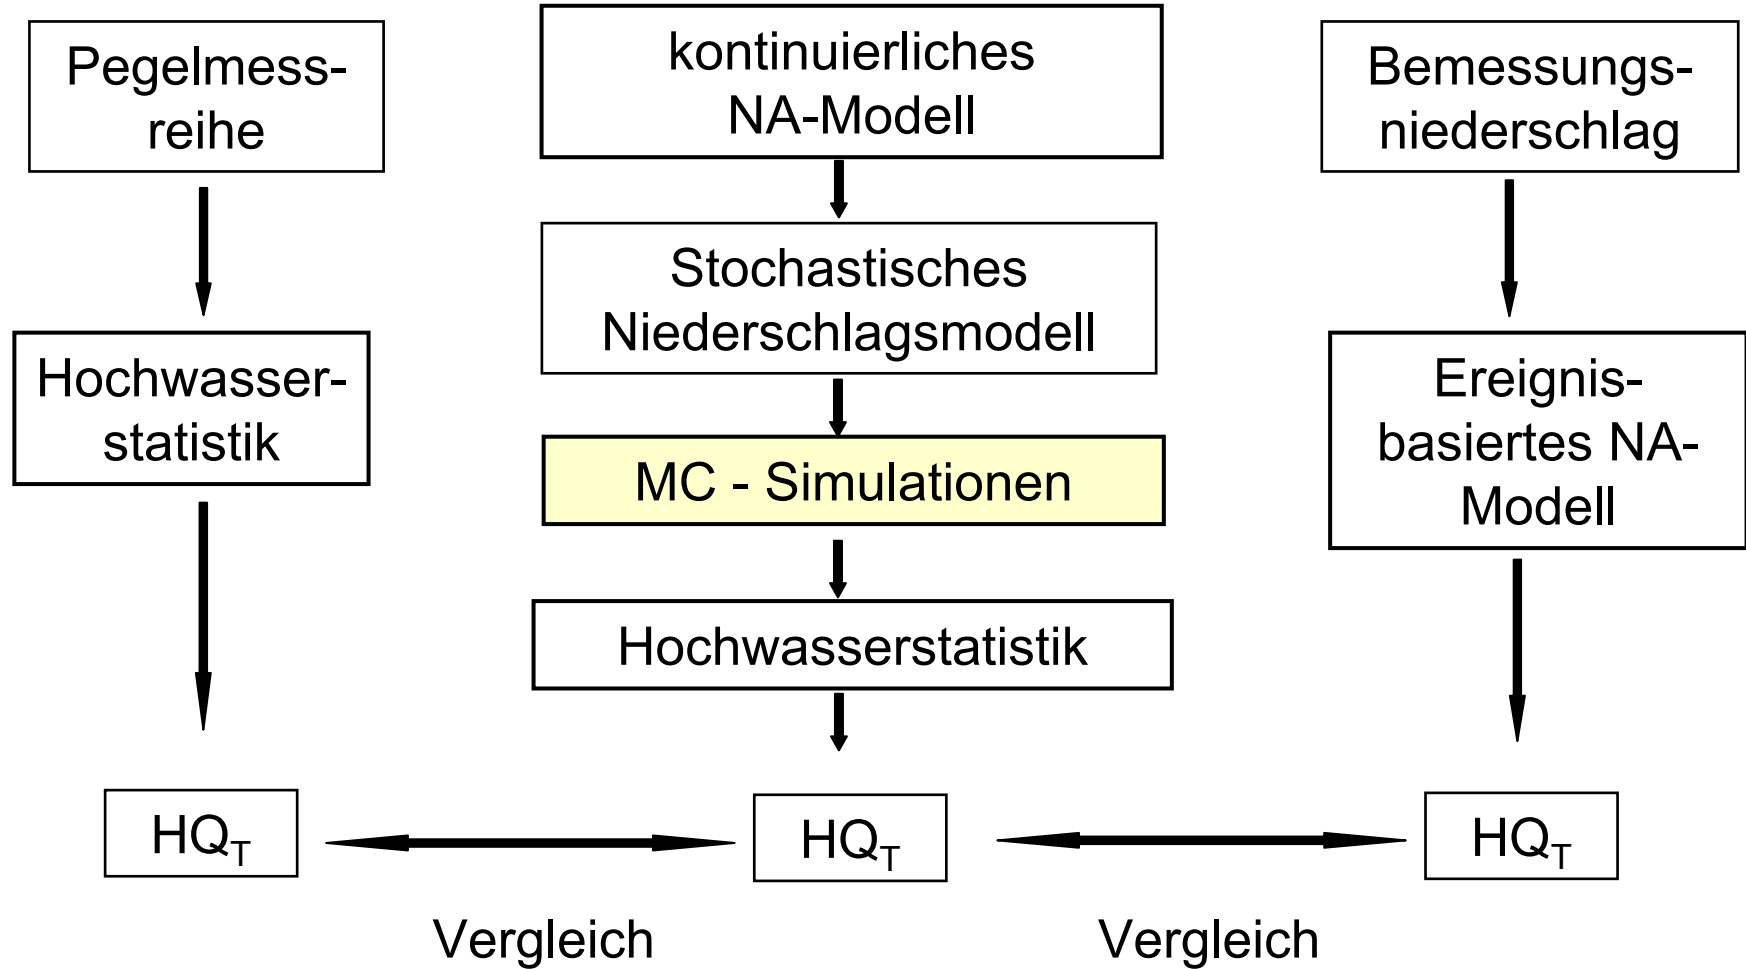 Pegelmess-
reihe
Hochwasser-
statistik
HQT
kontinuierliches
NA-Modell
Stochastisches
Niederschlagsmodell
MC - Simulationen
Hochwasserstatistik
HQT
Bemessungs-
niederschlag
Ereignis-
basiertes NA-
Modell
HQT
Vergleich
Vergleich